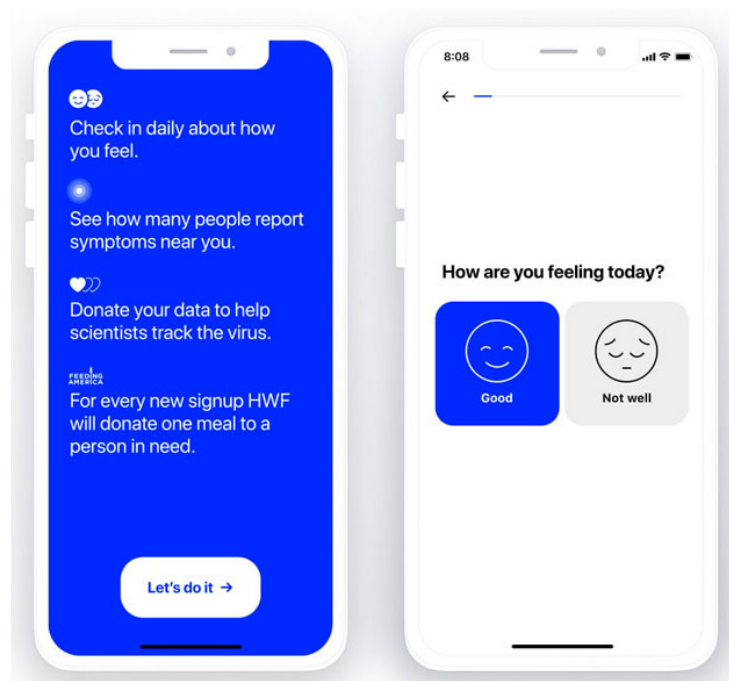 Check in daily about how
you feel.
See how many people report
symptoms near you.
Donate your data to help
scientists track the virus.
FEEDING
AMERICA
For every new signup HWF
will donate one meal to a
person in need.
Let's do it →
8:08
How are you feeling today?
Good
Not well